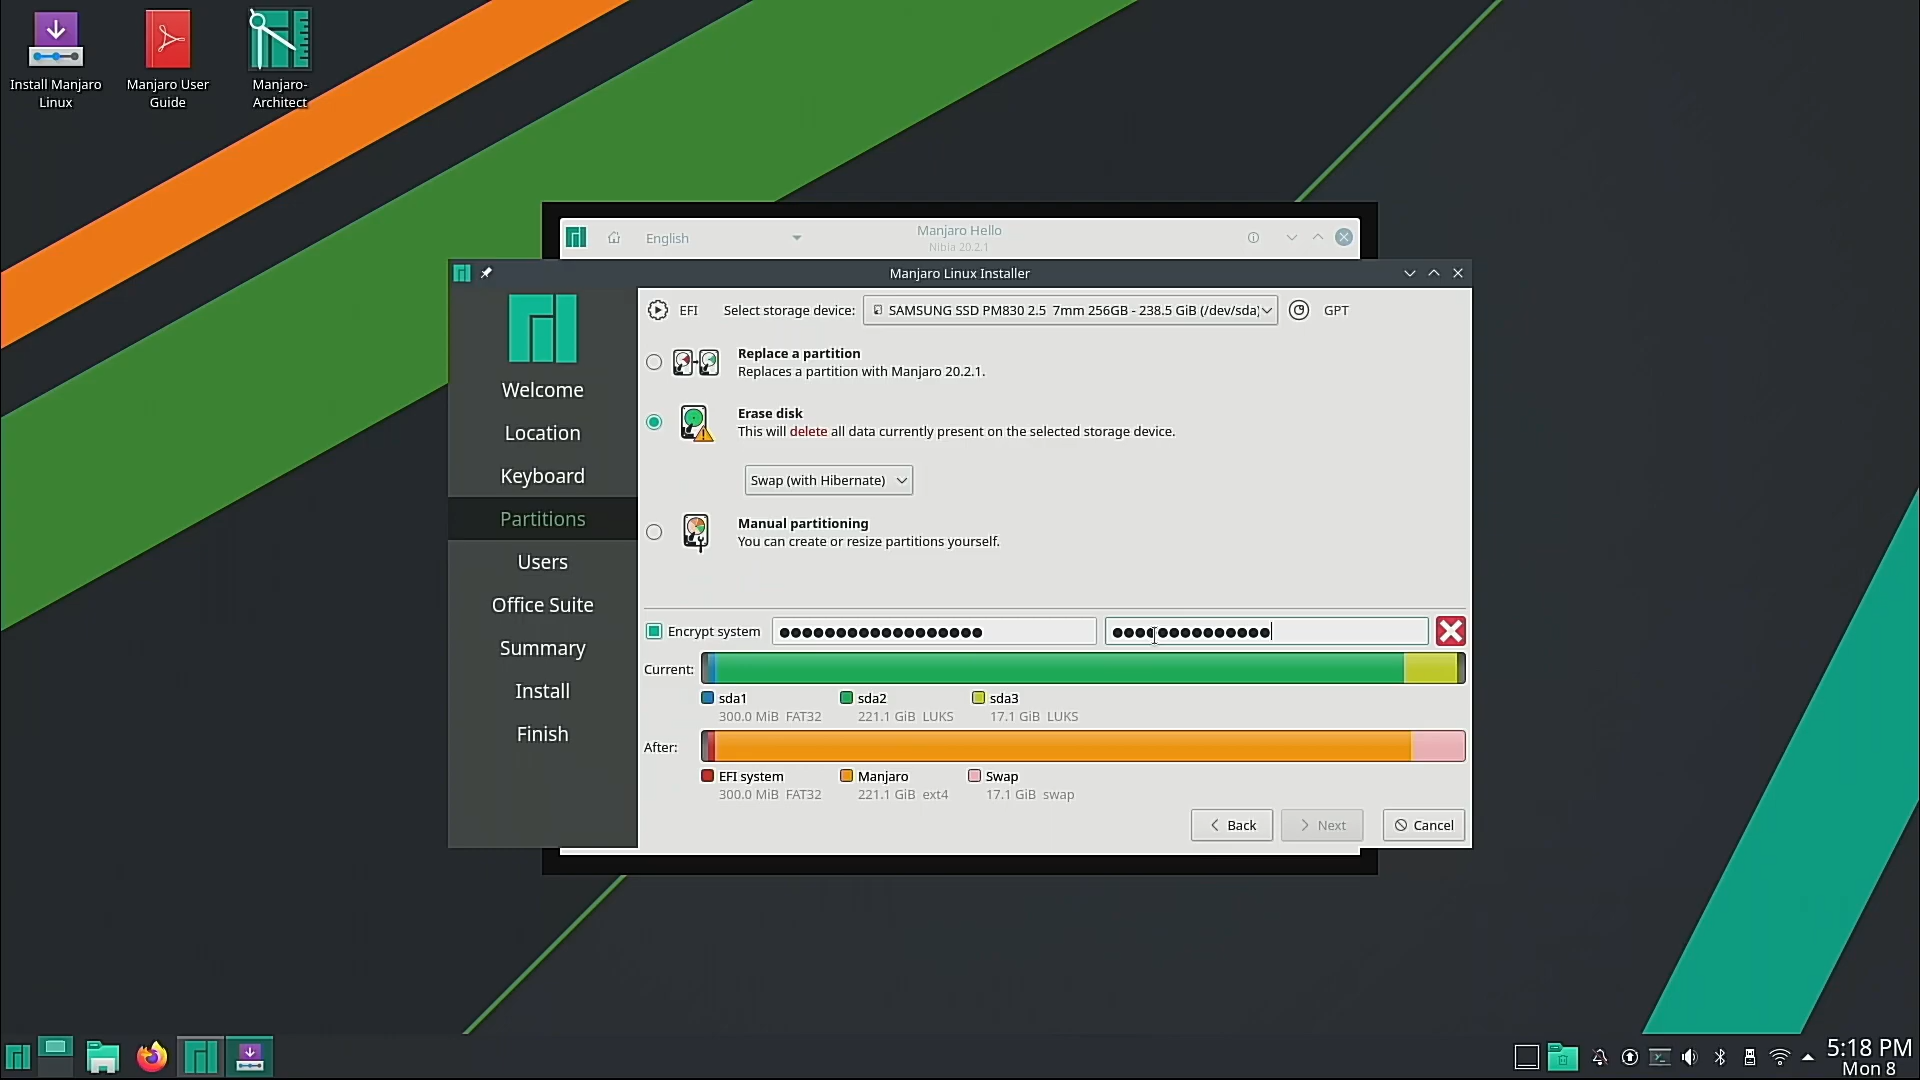 Install Manjaro
Linux
Manjaro User
Guide
Manjaro-
Architect
English
Manjaro Hello
Nibia 20.2.1
Manjaro Linux Installer
EFI
Select storage device:
SAMSUNG SSD PM830 2.5 7mm 256GB - 238.5 GiB (/dev/sda)
GPT
Welcome
Location
Keyboard
Partitions
Users
Office Suite
Summary
Install
Finish
Replace a partition
Replaces a partition with Manjaro 20.2.1.
Erase disk
This will delete all data currently present on the selected storage device.
Swap (with Hibernate)
Manual partitioning
You can create or resize partitions yourself.
Encrypt system
Current:
sda1
300.0 MiB FAT32
sda2
221.1 GiB LUKS
sda3
17.1 GiB LUKS
After:
EFI system
300.0 MiB FAT32
Manjaro
221.1 GiB ext4
Swap
17.1 GiB swap
Back
Next
Cancel
5:18 PM
Mon 8